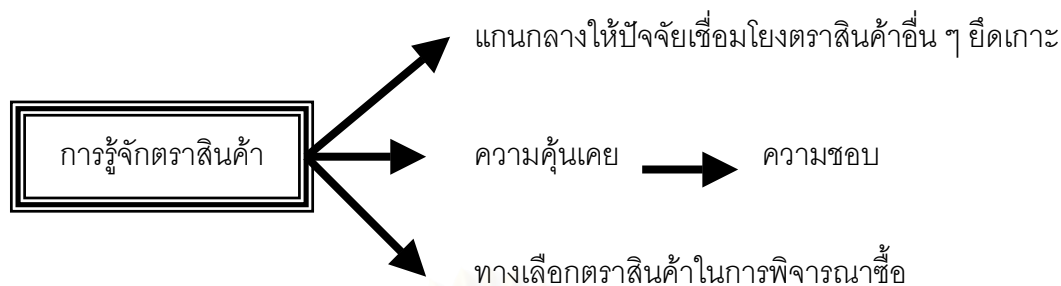 แกนกลางให้ปัจจัยเชื่อมโยงตราสินค้าอื่น ๆ ยึดเกาะ
การรู้จักตราสินค้า
ความคุ้นเคย
ความชอบ
ทางเลือกตราสินค้าในการพิจารณาซื้อ